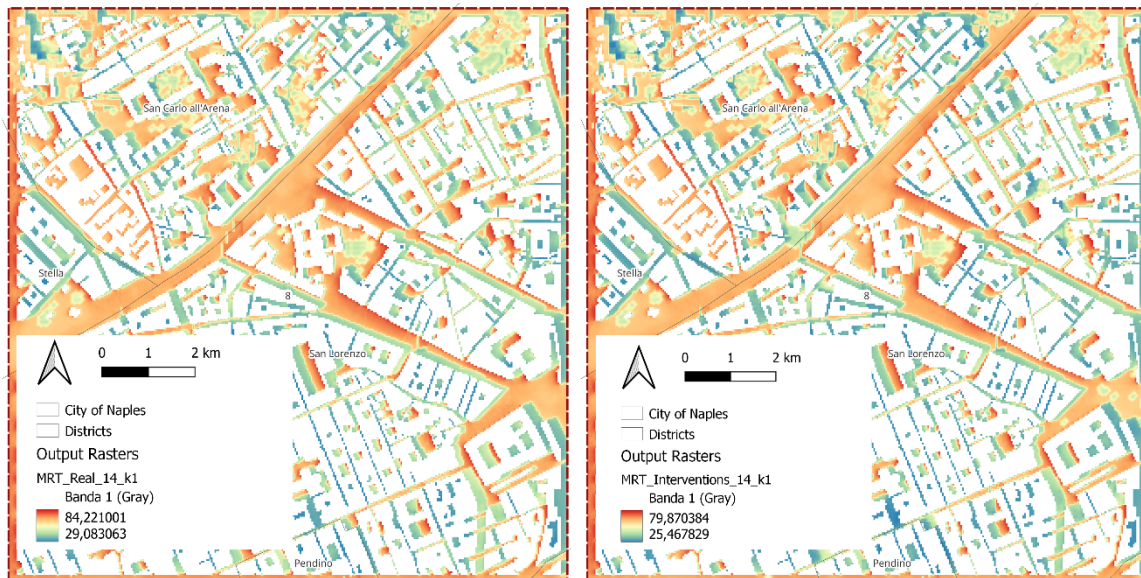 San Carlo all'Arena
Stella
8
San Lorenzo
0 1 2 km
City of Naples
Districts
Output Rasters
MRT_Real_14_k1
Banda 1 (Gray)
84,221001
29,083063
Pendino
San Carlo all'Arena
Stella
8
San Lorenzo
0 1 2 km
City of Naples
Districts
Output Rasters
MRT_Interventions_14_k1
Banda 1 (Gray)
79,870384
25,467829
Pendino